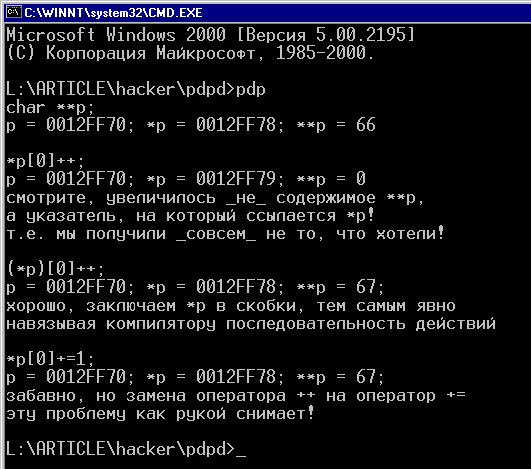 C:\WINNT\system32\CMD.EXE
Microsoft Windows 2000 [Версия 5.00.2195]
(С) Корпорация Майкрософт, 1985-2000.
L:\ARTICLE\hacker\pdpd>pdp
char **p;
p = 0012FF70; *p = 0012FF78; **p = 66
*p[0]++;
p = 0012FF70; *p = 0012FF79; **p = 0
смотрите, увеличилось _не_ содержимое **p,
а указатель, на который ссылается *p!
т.е. мы получили _совсем_ не то, что хотели!
(*p)[0]++;
p = 0012FF70; *p = 0012FF78; **p = 67;
хорошо, заключаем *p в скобки, тем самым явно
навязывая компилятору последовательность действий
*p[0]+=1;
p = 0012FF70; *p = 0012FF78; **p = 67;
забавно, но замена оператора ++ на оператор +=
эту проблему как рукой снимает!
L:\ARTICLE\hacker\pdpd>_